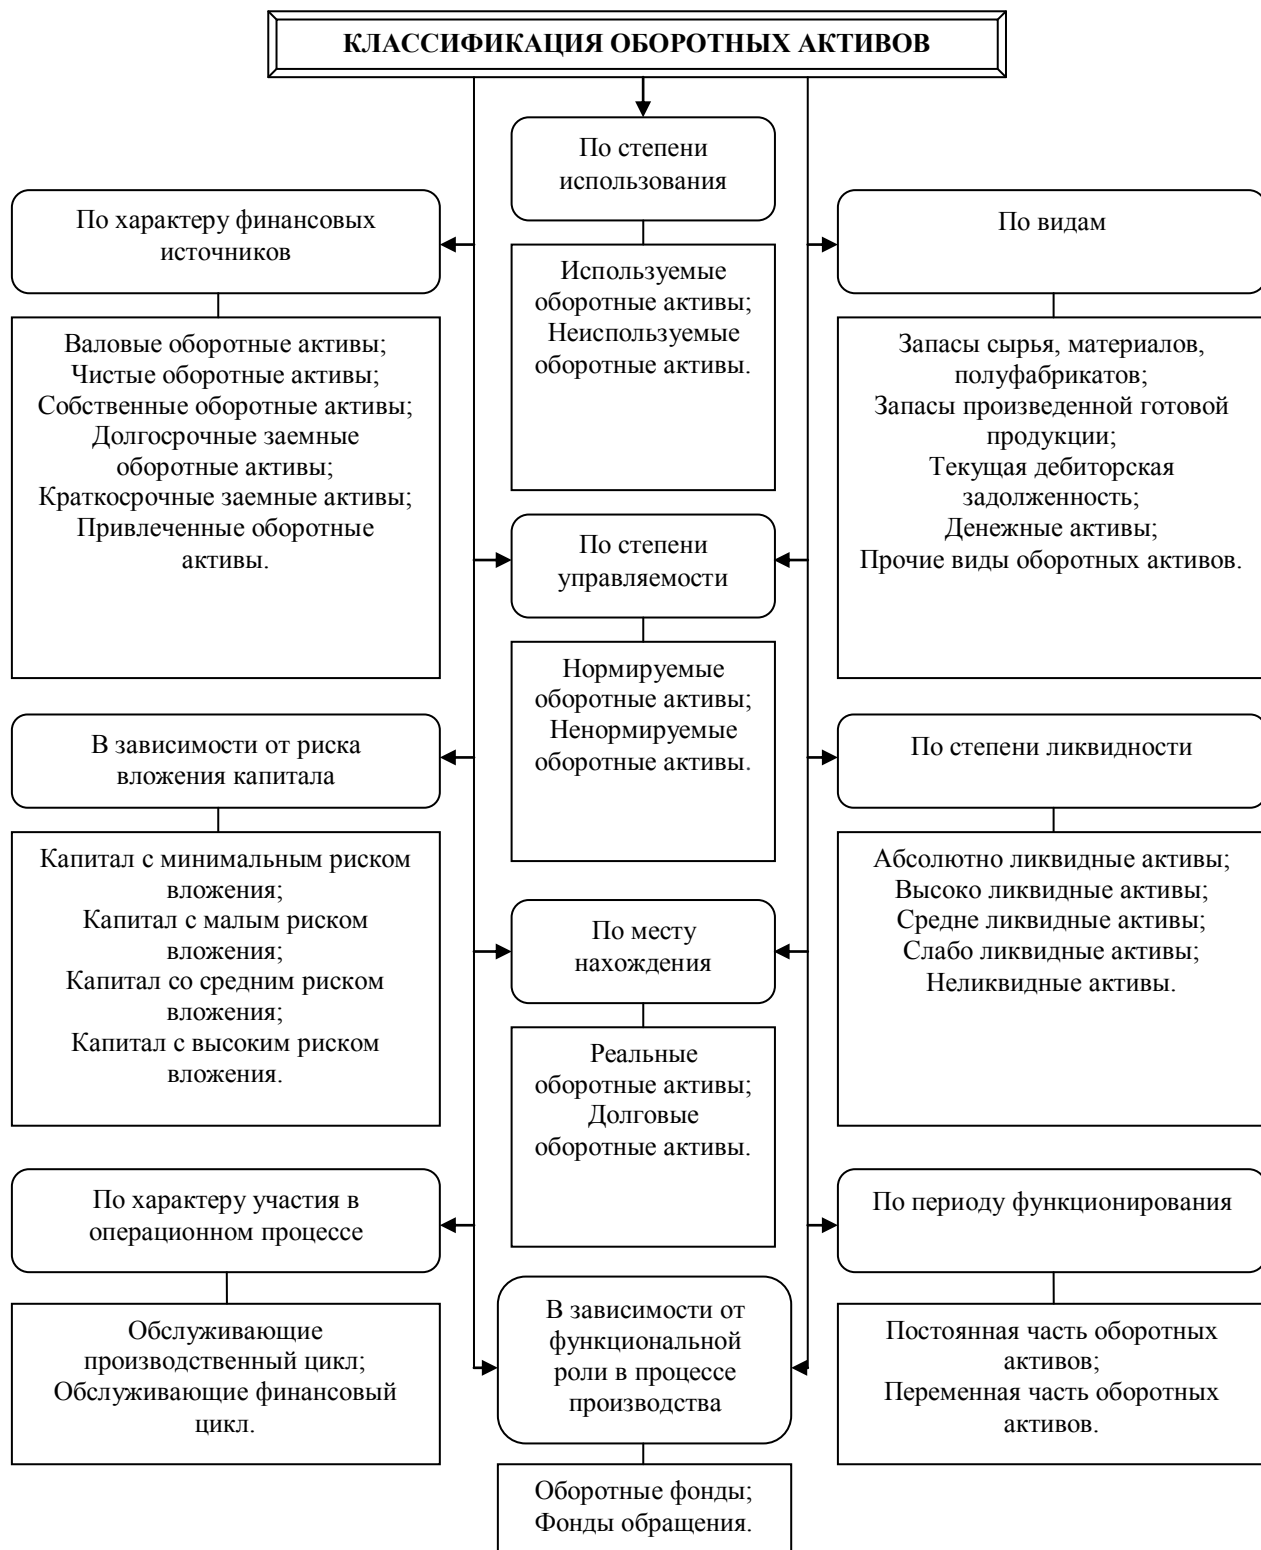 КЛАССИФИКАЦИЯ ОБОРОТНЫХ АКТИВОВ
По степени
использования
Используемые
оборотные активы;
Неиспользуемые
оборотные активы.
По характеру финансовых
источников
Валовые оборотные активы;
Чистые оборотные активы;
Собственные оборотные активы;
Долгосрочные заемные
оборотные активы;
Краткосрочные заемные активы;
Привлеченные оборотные
активы.
По видам
Запасы сырья, материалов,
полуфабрикатов;
Запасы произведенной готовой
продукции;
Текущая дебиторская
задолженность;
Денежные активы;
Прочие виды оборотных активов.
По степени
управляемости
Нормируемые
оборотные активы;
Ненормируемые
оборотные активы.
В зависимости от риска
вложения капитала
Капитал с минимальным риском
вложения;
Капитал с малым риском
вложения;
Капитал со средним риском
вложения;
Капитал с высоким риском
вложения.
По степени ликвидности
Абсолютно ликвидные активы;
Высоко ликвидные активы;
Средне ликвидные активы;
Слабо ликвидные активы;
Неликвидные активы.
По месту
нахождения
Реальные
оборотные активы;
Долговые
оборотные активы.
По характеру участия в
операционном процессе
Обслуживающие
производственный цикл;
Обслуживающие финансовый
цикл.
По периоду функционирования
Постоянная часть оборотных
активов;
Переменная часть оборотных
активов.
В зависимости от
функциональной
роли в процессе
производства
Оборотные фонды;
Фонды обращения.